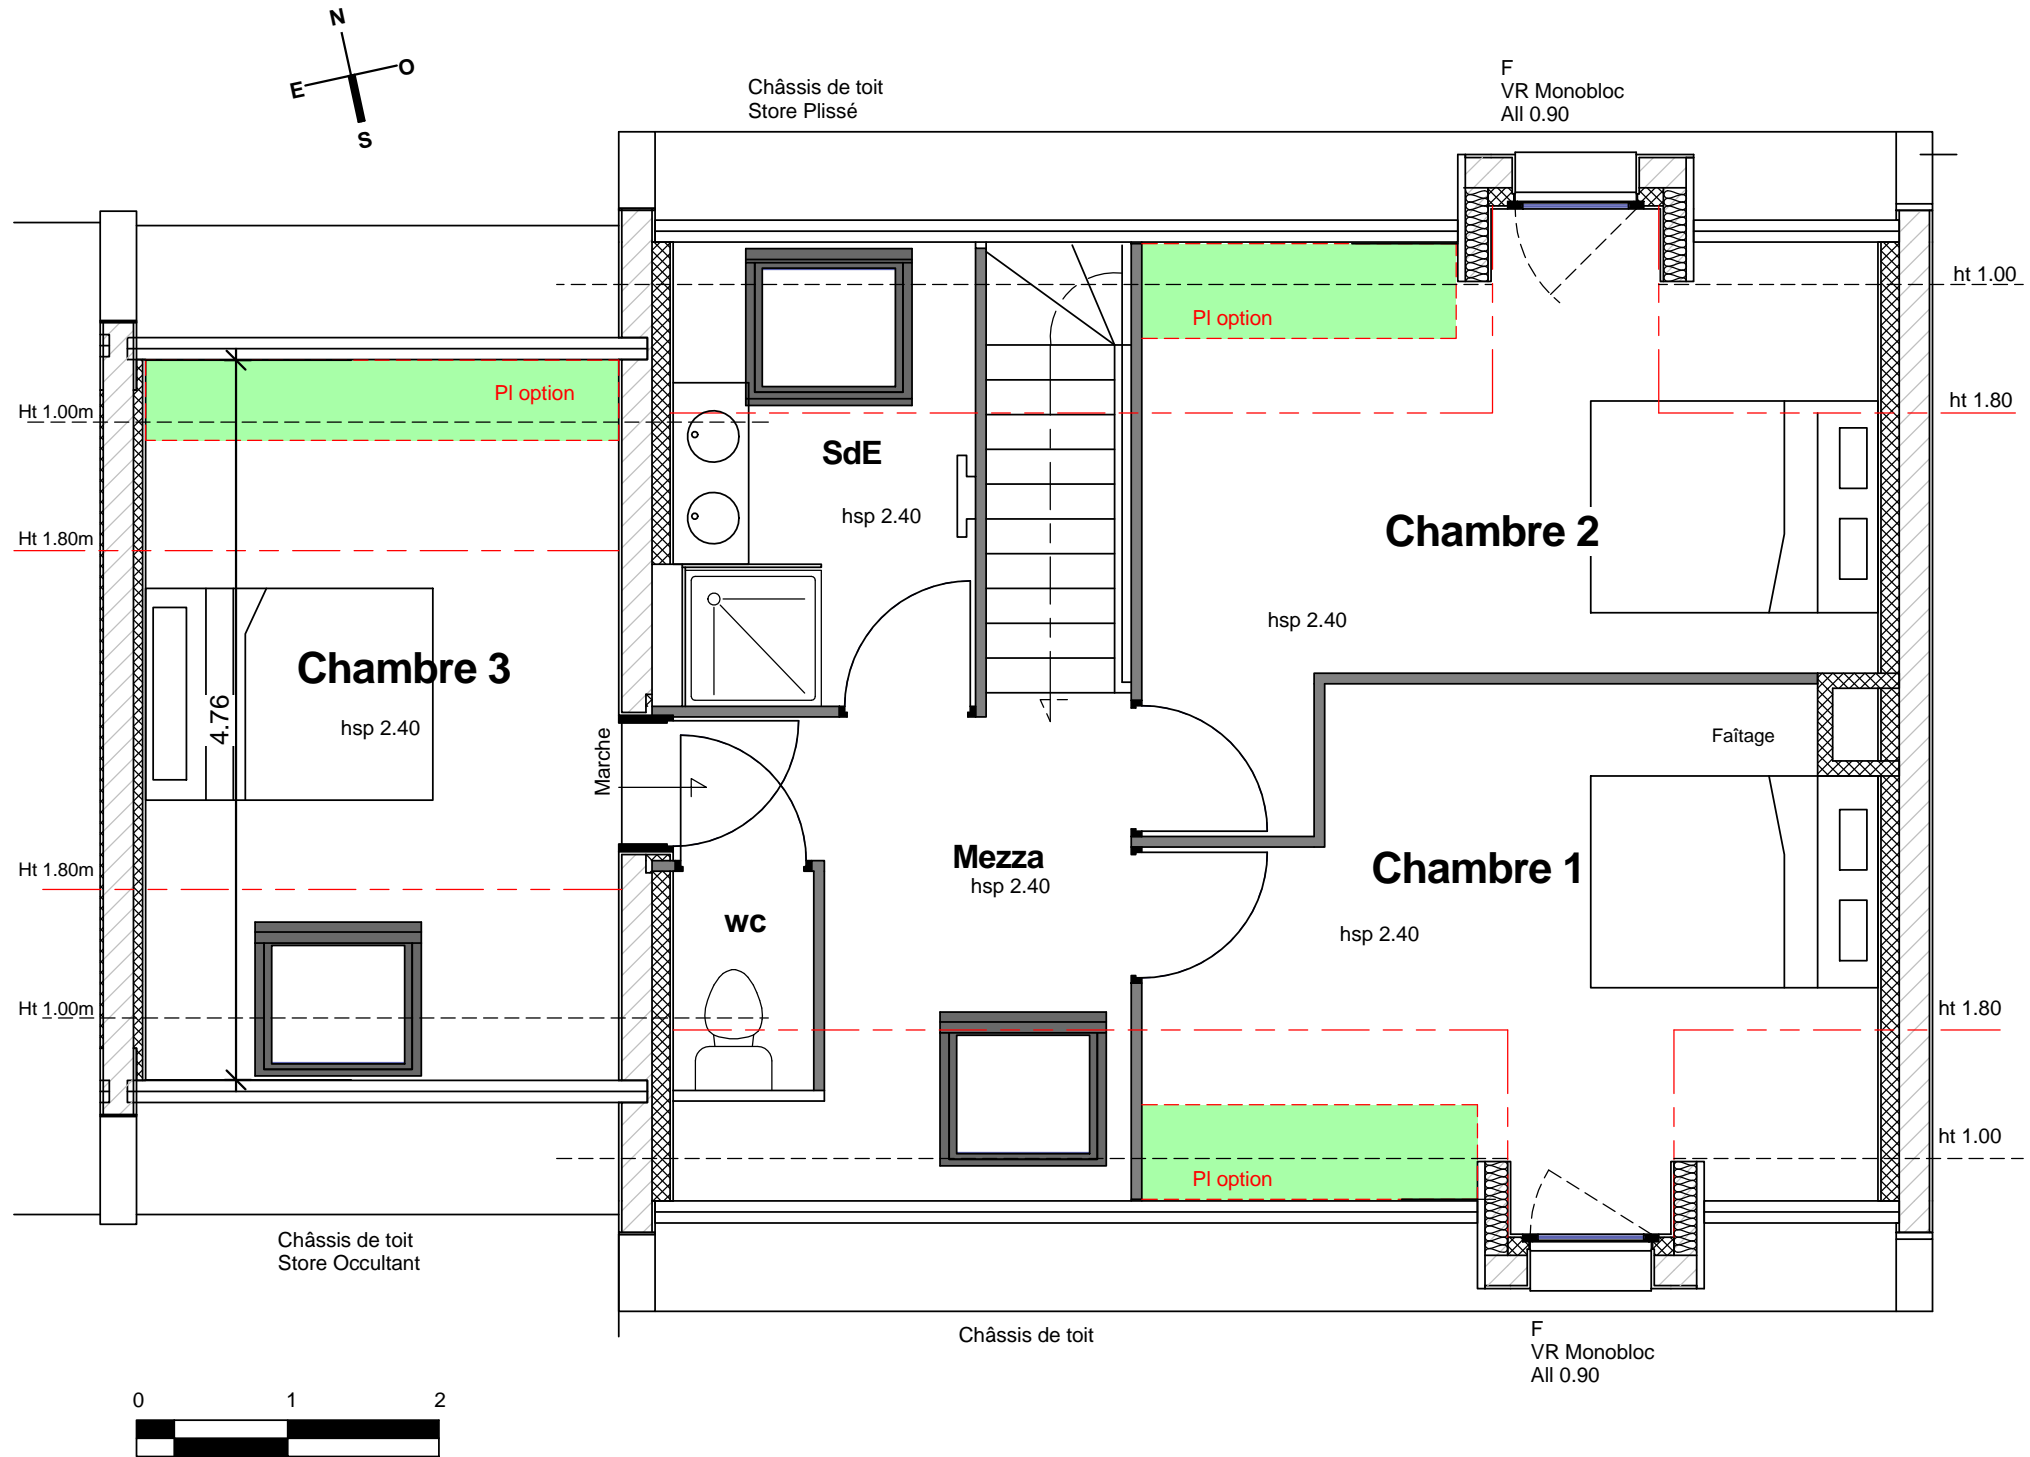 N
E
O
S
Châssis de toit
Store Plissé
F
VR Monobloc
All 0.90
ht 1.00
Pl option
Pl option
Ht 1.00m
ht 1.80
SdE
hsp 2.40
Chambre 2
Ht 1.80m
hsp 2.40
Chambre 3
hsp 2.40
4.76
Marche
Faîtage
Mezza
hsp 2.40
Chambre 1
hsp 2.40
Ht 1.80m
wc
Ht 1.00m
ht 1.80
ht 1.00
Pl option
Châssis de toit
Store Occultant
Châssis de toit
F
VR Monobloc
All 0.90
0 1 2